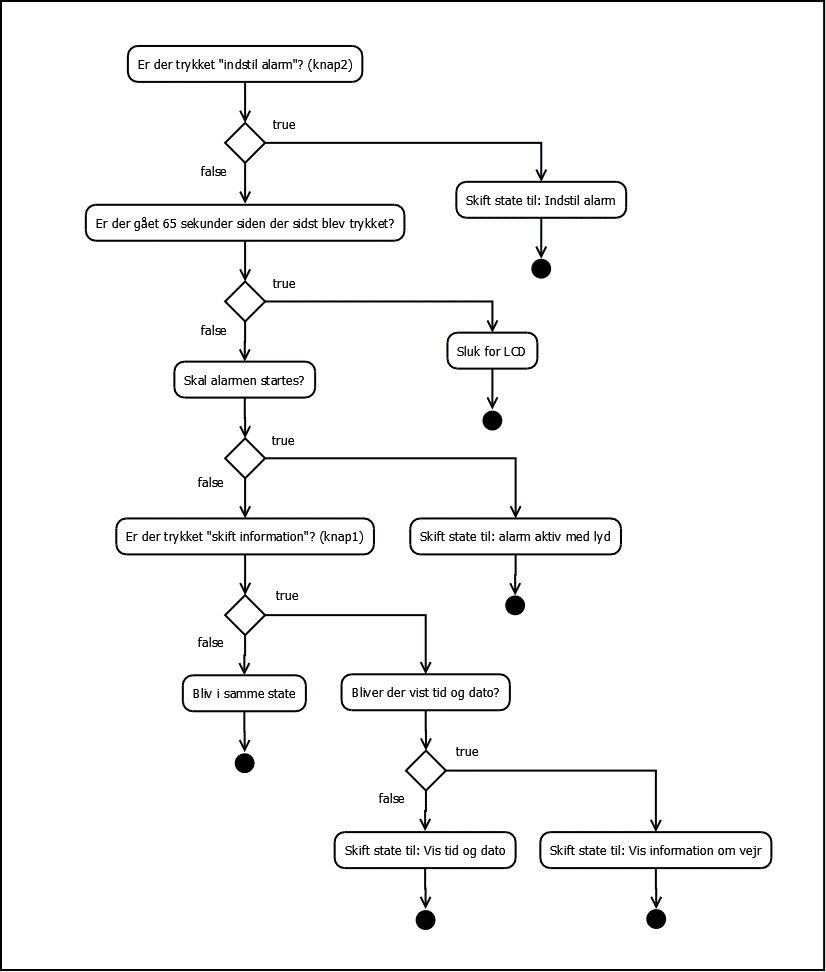 Er der trykket "indstil alarm"? (knap2)
true
false
Skift state til: Indstil alarm
Er der gået 65 sekunder siden der sidst blev trykket?
true
false
Sluk for LCD
Skal alarmen startes?
true
false
Er der trykket "skift information"? (knap1)
Skift state til: alarm aktiv med lyd
true
false
Bliv i samme state
Bliver der vist tid og dato?
true
false
Skift state til: Vis tid og dato
Skift state til: Vis information om vejr